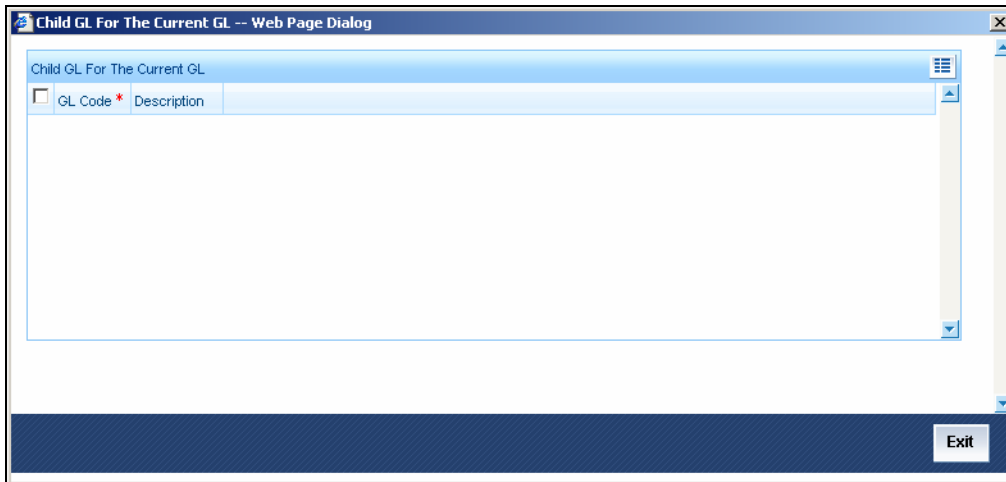 Child GL For The Current GL -- Web Page Dialog
Child GL For The Current GL
GL Code * Description
Exit